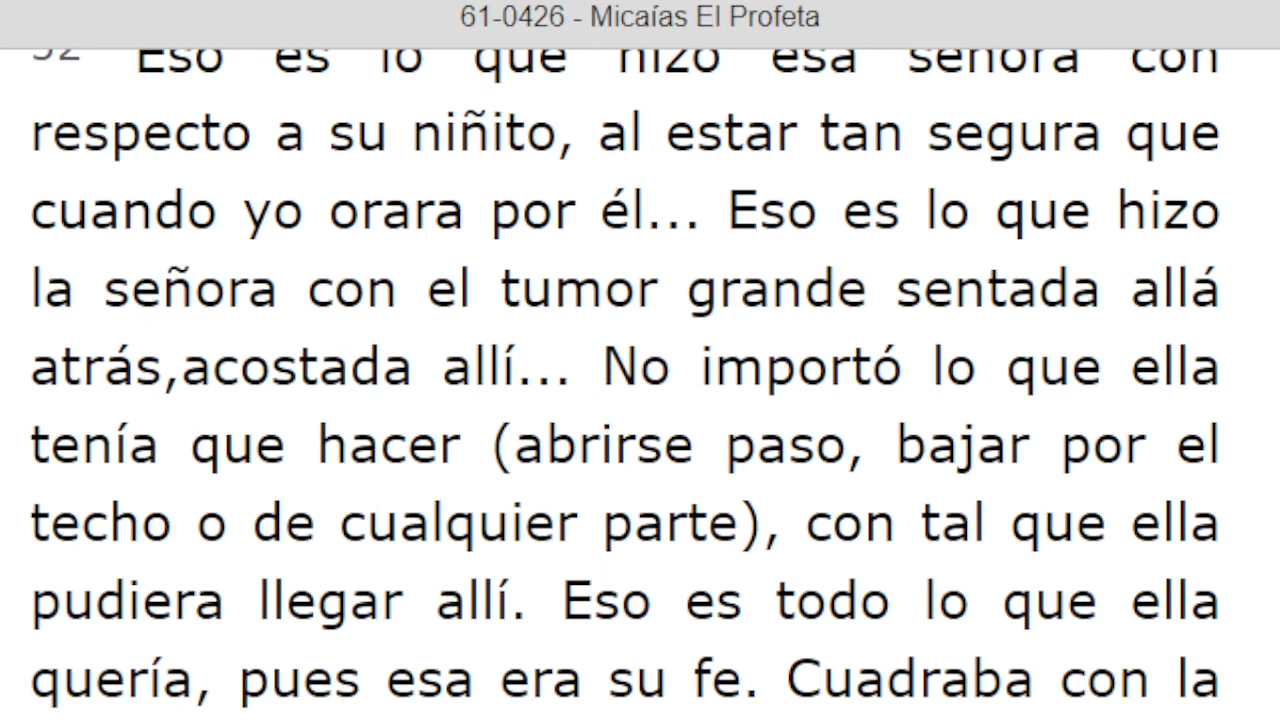 61-0426 - Micaías El Profeta
52 Eso es lo que hizo esa señora con
respecto a su niñito, al estar tan segura que
cuando yo orara por él... Eso es lo que hizo
la señora con el tumor grande sentada allá
atrás,acostada allí... No importó lo que ella
tenía que hacer (abrirse paso, bajar por el
techo o de cualquier parte), con tal que ella
pudiera llegar allí. Eso es todo lo que ella
quería, pues esa era su fe. Cuadraba con la